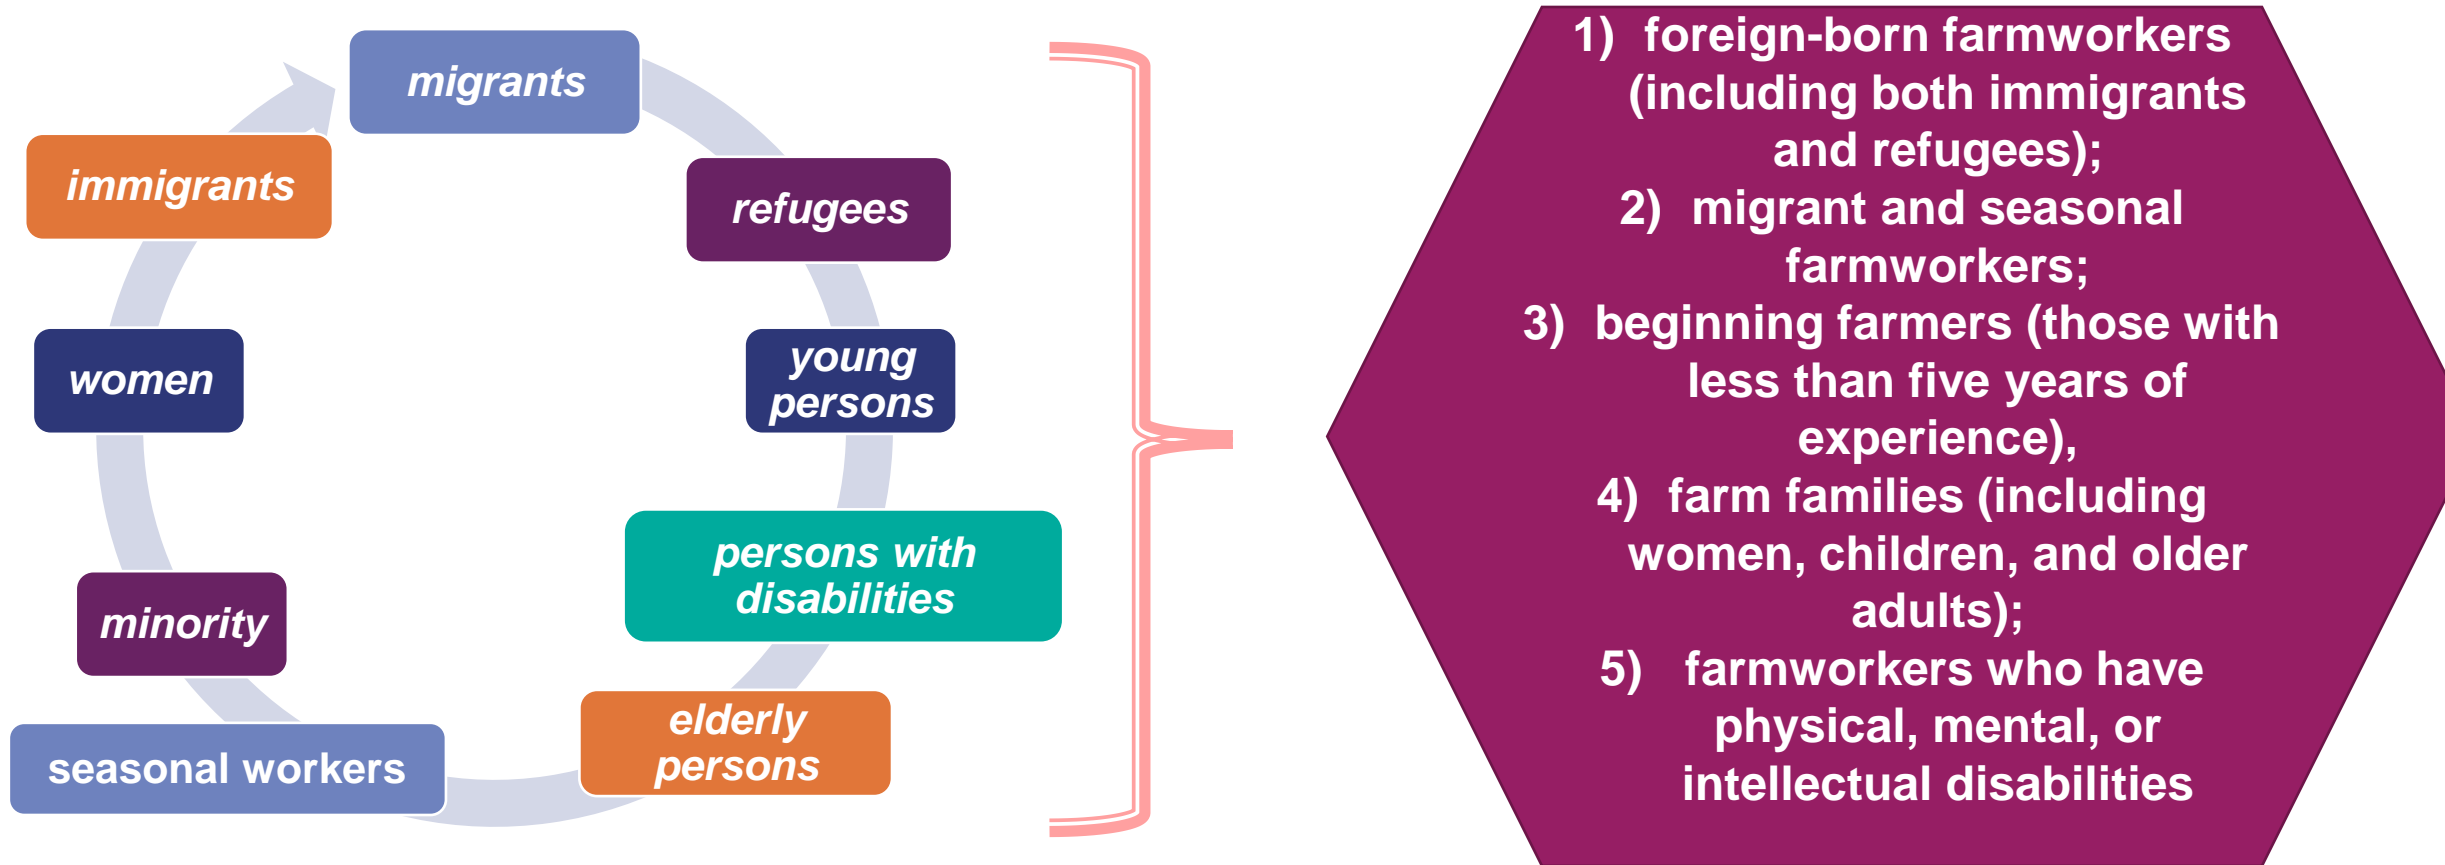 migrants
refugees
young
persons
persons with
disabilities
elderly
persons
seasonal workers
minority
women
immigrants
1) foreign-born farmworkers
(including both immigrants
and refugees);
2) migrant and seasonal
farmworkers;
3) beginning farmers (those with
less than five years of
experience),
4) farm families (including
women, children, and older
adults);
5) farmworkers who have
physical, mental, or
intellectual disabilities